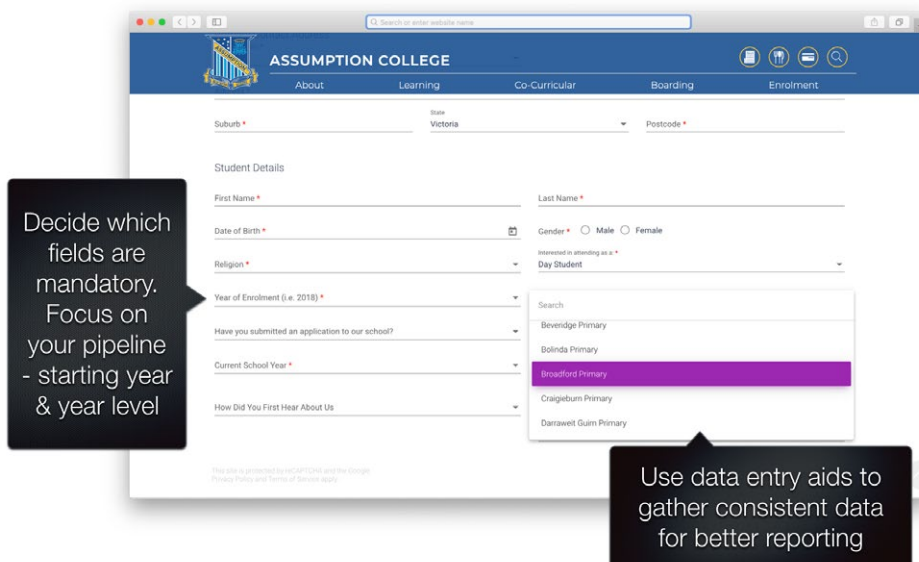 Search or enter website name
ASSUMPTION
ASSUMPTION COLLEGE
About Learning Co-Curricular Boarding Enrolment
Suburb *
State
Victoria
Postcode *
Student Details
First Name *
Last Name *
Date of Birth *
Gender * Male Female
Religion *
Interested in attending as a: *
Day Student
Year of Enrolment (i.e. 2018) *
Search
Have you submitted an application to our school?
Beveridge Primary
Bolinda Primary
Current School Year *
Broadford Primary
Craigieburn Primary
How Did You First Hear About Us
Darraweit Guim Primary
This site is protected by reCAPTCHA and the Google
Privacy Policy and Terms of Service apply.
Decide which
fields are
mandatory.
Focus on
your pipeline
- starting year
& year level
Use data entry aids to
gather consistent data
for better reporting